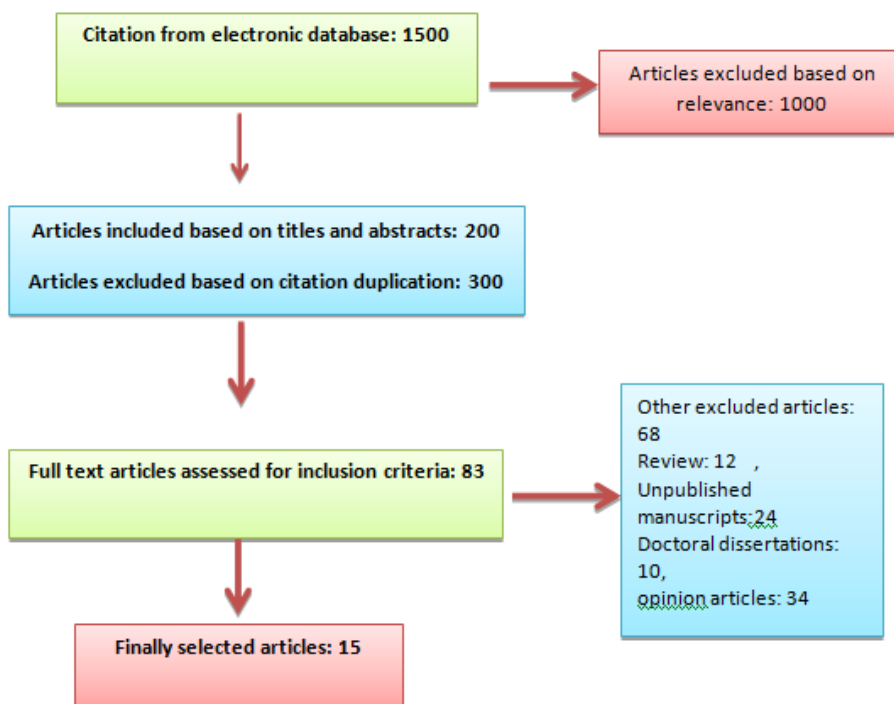 Citation from electronic database: 1500
Articles excluded based on
relevance: 1000
Articles included based on titles and abstracts: 200
Articles excluded based on citation duplication: 300
Full text articles assessed for inclusion criteria: 83
Other excluded articles:
68
Review: 12 ,
Unpublished
manuscripts:24
Doctoral dissertations:
10,
opinion articles: 34
Finally selected articles: 15